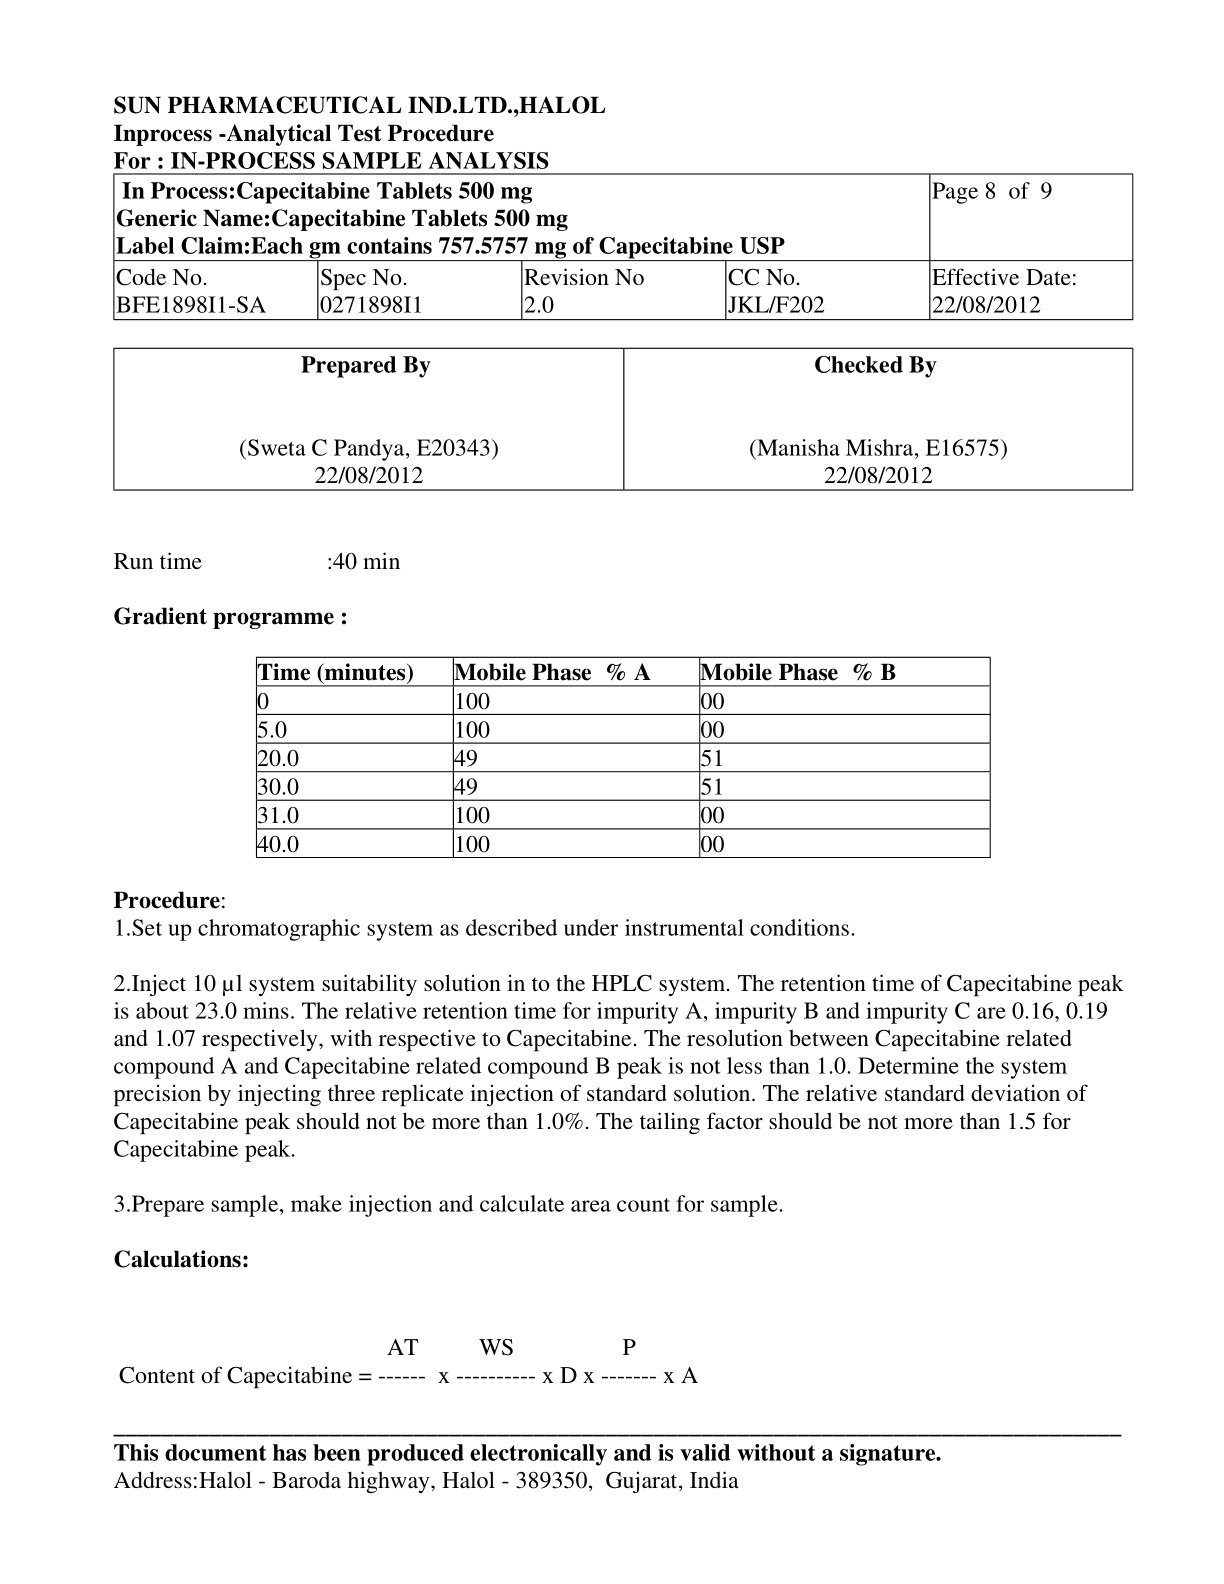 SUN PHARMACEUTICAL IND.LTD.,HALOL
Inprocess -Analytical Test Procedure
For : IN-PROCESS SAMPLE ANALYSIS
In Process:Capecitabine Tablets 500 mg
Generic Name:Capecitabine Tablets 500 mg
Label Claim:Each gm contains 757.5757 mg of Capecitabine USP
Page 8 of 9
Code No. Spec No. Revision No CC No. Effective Date:
BFE1898I1-SA 0271898I1 2.0 JKL/F202 22/08/2012
Prepared By Checked By
(Sweta C Pandya, E20343) (Manisha Mishra, E16575)
22/08/2012 22/08/2012
Run time :40 min
Gradient programme :
Time (minutes) Mobile Phase % A Mobile Phase % B
0 100 00
5.0 100 00
20.0 49 51
30.0 49 51
31.0 100 00
40.0 100 00
Procedure:
1.Set up chromatographic system as described under instrumental conditions.
2.Inject 10 µl system suitability solution in to the HPLC system. The retention time of Capecitabine peak
is about 23.0 mins. The relative retention time for impurity A, impurity B and impurity C are 0.16, 0.19
and 1.07 respectively, with respective to Capecitabine. The resolution between Capecitabine related
compound A and Capecitabine related compound B peak is not less than 1.0. Determine the system
precision by injecting three replicate injection of standard solution. The relative standard deviation of
Capecitabine peak should not be more than 1.0%. The tailing factor should be not more than 1.5 for
Capecitabine peak.
3.Prepare sample, make injection and calculate area count for sample.
Calculations:
AT WS P
Content of Capecitabine = ------ x ---------- x D x ------- x A
This document has been produced electronically and is valid without a signature.
Address:Halol - Baroda highway, Halol - 389350, Gujarat, India